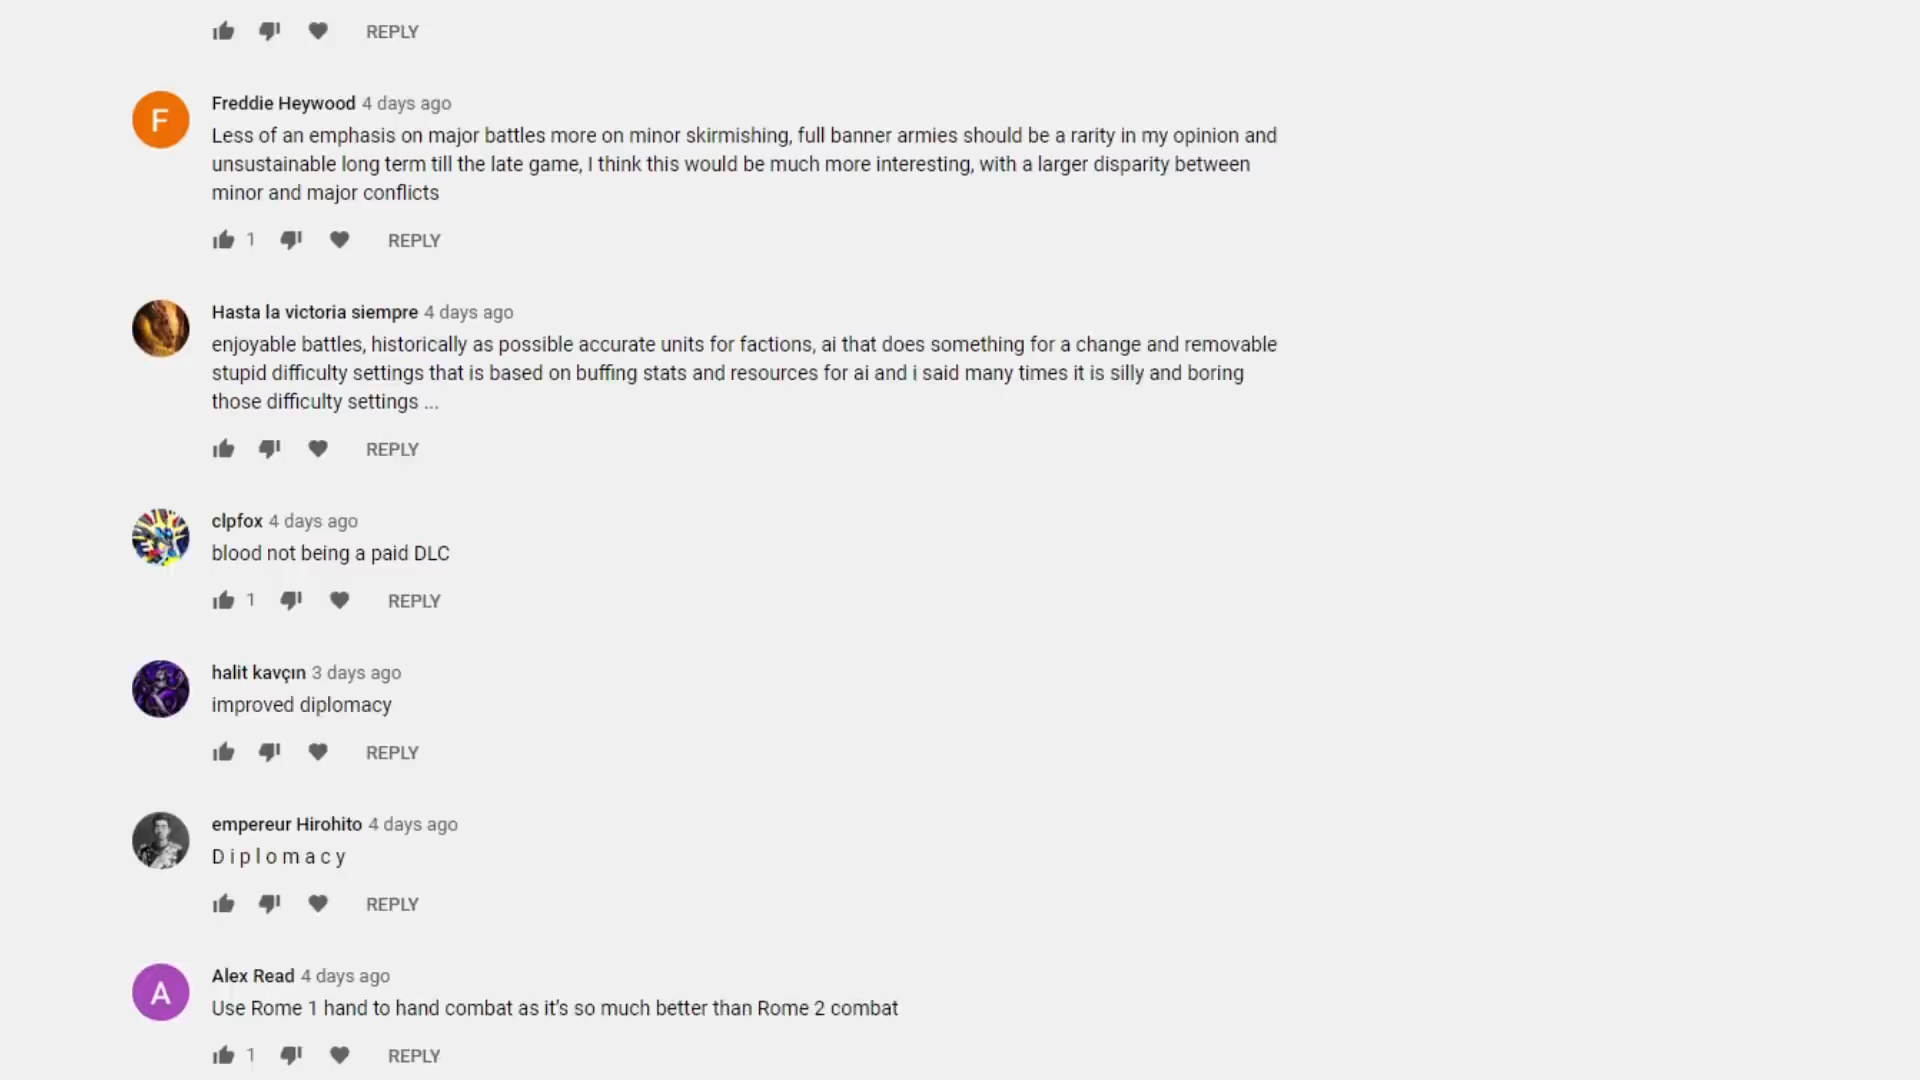 REPLY
F
Freddie Heywood 4 days ago
Less of an emphasis on major battles more on minor skirmishing, full banner armies should be a rarity in my opinion and
unsustainable long term till the late game, I think this would be much more interesting, with a larger disparity between
minor and major conflicts
1 REPLY
Hasta la victoria siempre 4 days ago
enjoyable battles, historically as possible accurate units for factions, ai that does something for a change and removable
stupid difficulty settings that is based on buffing stats and resources for ai and i said many times it is silly and boring
those difficulty settings ...
REPLY
clpfox 4 days ago
blood not being a paid DLC
1 REPLY
halit kavçın 3 days ago
improved diplomacy
REPLY
empereur Hirohito 4 days ago
D i p l o m a c y
REPLY
A
Alex Read 4 days ago
Use Rome 1 hand to hand combat as it's so much better than Rome 2 combat
1 REPLY